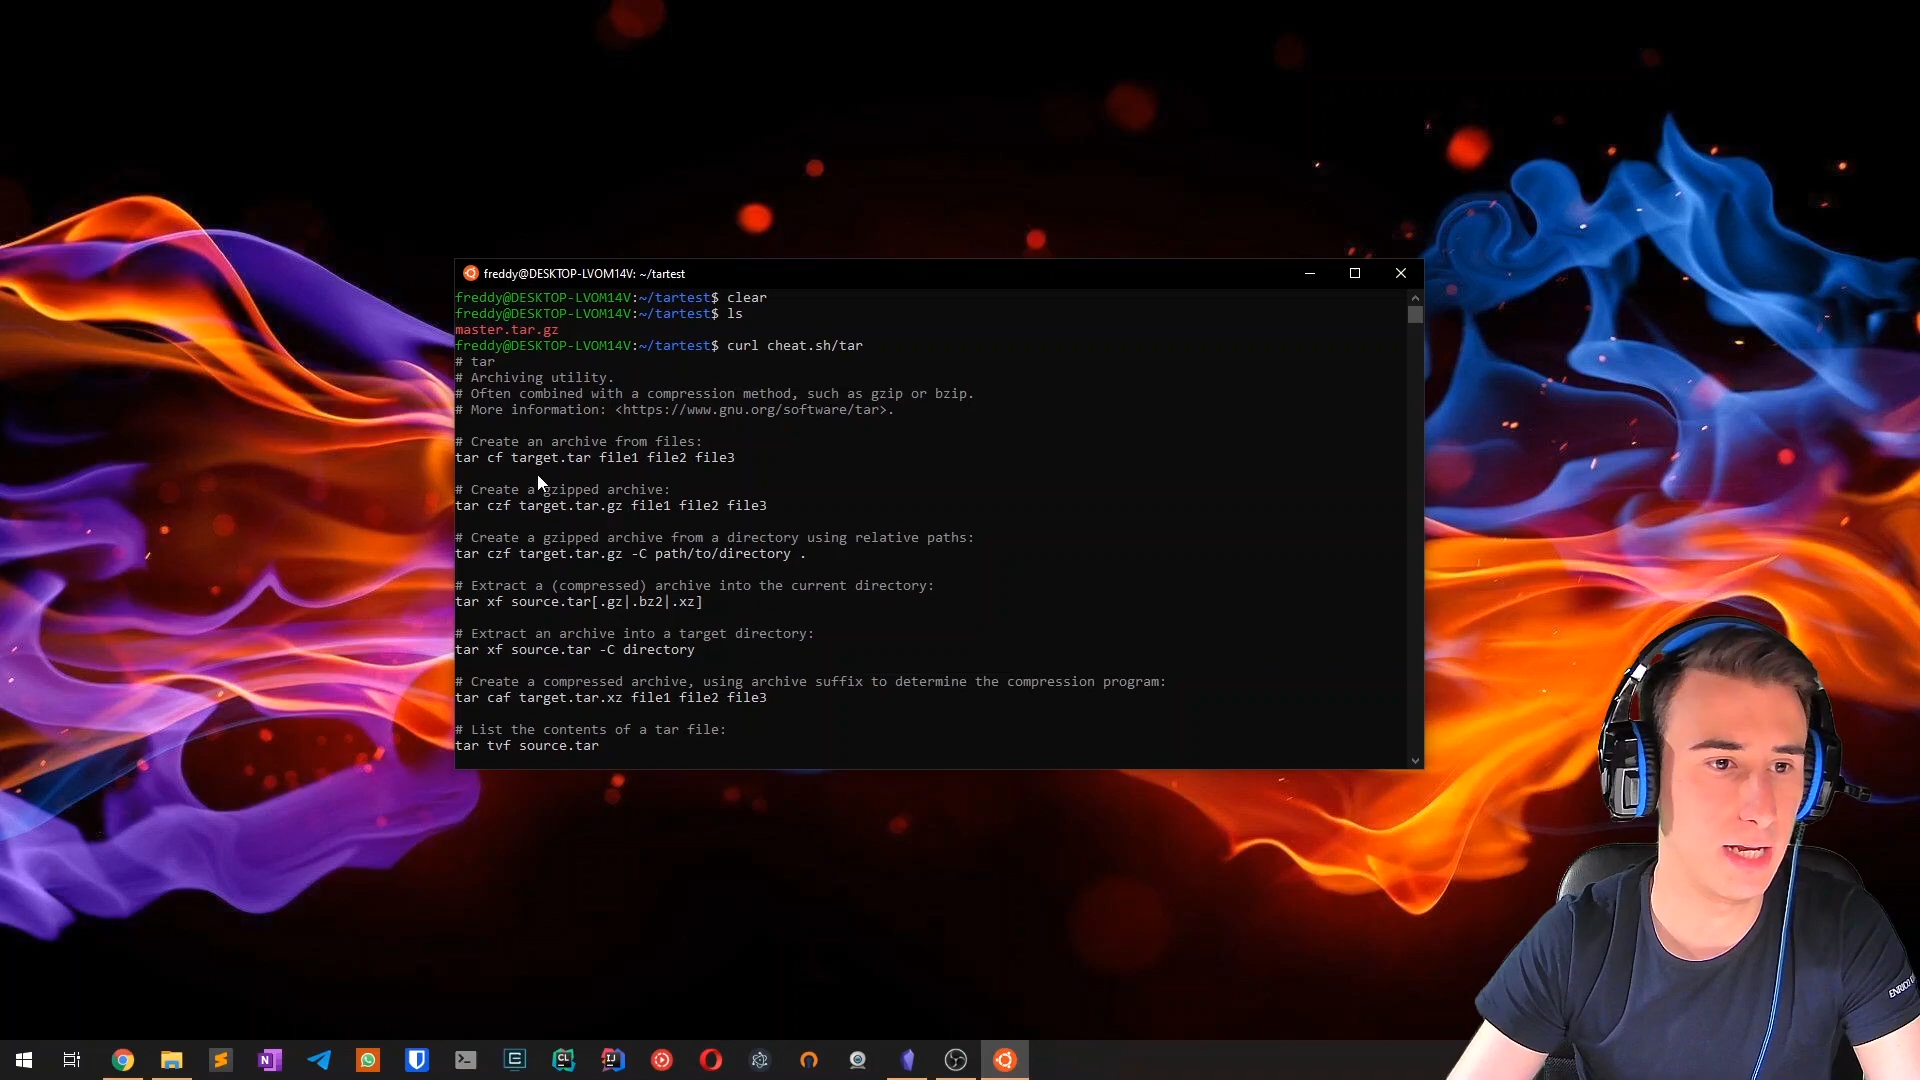 freddy@DESKTOP-LVOM14V: ~/tartest
freddy@DESKTOP-LVOM14V:~/tartest$ clear
freddy@DESKTOP-LVOM14V:~/tartest$ ls
master.tar.gz
freddy@DESKTOP-LVOM14V:~/tartest$ curl cheat.sh/tar
# tar
# Archiving utility.
# Often combined with a compression method, such as gzip or bzip.
# More information: <https://www.gnu.org/software/tar>.
# Create an archive from files:
tar cf target.tar file1 file2 file3
# Create a gzipped archive:
tar czf target.tar.gz file1 file2 file3
# Create a gzipped archive from a directory using relative paths:
tar czf target.tar.gz -C path/to/directory .
# Extract a (compressed) archive into the current directory:
tar xf source.tar[.gz|.bz2|.xz]
# Extract an archive into a target directory:
tar xf source.tar -C directory
# Create a compressed archive, using archive suffix to determine the compression program:
tar caf target.tar.xz file1 file2 file3
# List the contents of a tar file:
tar tvf source.tar